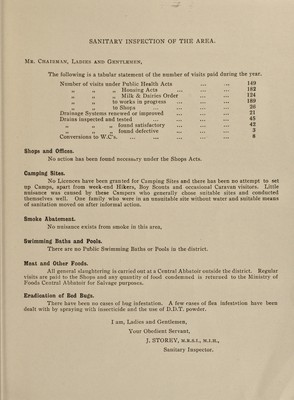 SANITARY INSPECTION OF THE AREA.
Mr. Chairman, Ladies and Gentlemen,
The following is a tabular statement of the number of visits paid during the year.
Number of visits under Public Health Acts ... ... 149
„ „ „ Housing Acts ... ... ... 182
„ „ „ Milk & Dairies Order ... ... 124
„ „ to works in progress ... ... ... 189
„ „ to Shops ... ... ... ... 26
Drainage Systems renewed or improved ... ... ... 21
Drains inspected and tested ... ... ... ... 45
„ „ „ found satisfactory ... ... 42
„ „ „ found defective ... ... ... 3
Conversions to W.C's. ... ... ... ... ... 6
Shops and Offices.
No action has been found necessary under the Shops Acts.
Camping Sites.
No Licences have been granted for Camping Sites and there has been no attempt to set
up Camps, apart from week-end Hikers, Boy Scouts and occasional Caravan visitors. Little
nuisance was caused by these Campers who generally chose suitable sites and conducted
themselves well. One family who were in an unsuitable site without water and suitable means
of sanitation moved on after informal action.
Smoke Abatement.
No nuisance exists from smoke in this area.
Swimming Baths and Pools.
There are no Public Swimming Baths or Pools in the district.
Meat and Other Foods.
All general slaughtering is carried out at a Central Abbatoir outside the district. Regular
visits are paid to the Shops and any quantity of food condemned is returned to the Ministry of
Foods Central Abbatoir for Salvage purposes.
Eradication of Bed Bugs.
There have been no cases of bug infestation. A few cases of flea infestation have been
dealt with by spraying with insecticide and the use of D.D.T. powder.
I am, Ladies and Gentlemen,
Your Obedient Servant,
J. STOREY, M.R.S.I., M.I.H.,
Sanitary Inspector.